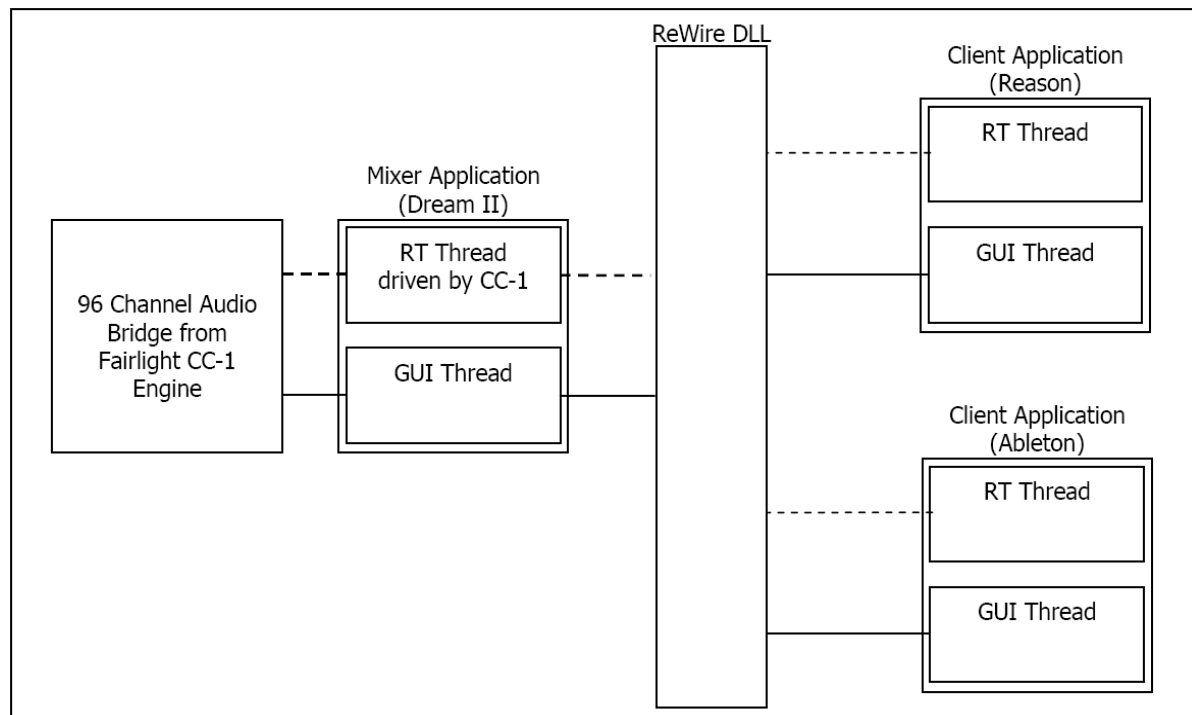 ReWire DLL
Client Application
(Reason)
RT Thread
GUI Thread
Mixer Application
(Dream II)
RT Thread
driven by CC-1
GUI Thread
96 Channel Audio
Bridge from
Fairlight CC-1
Engine
Client Application
(Ableton)
RT Thread
GUI Thread